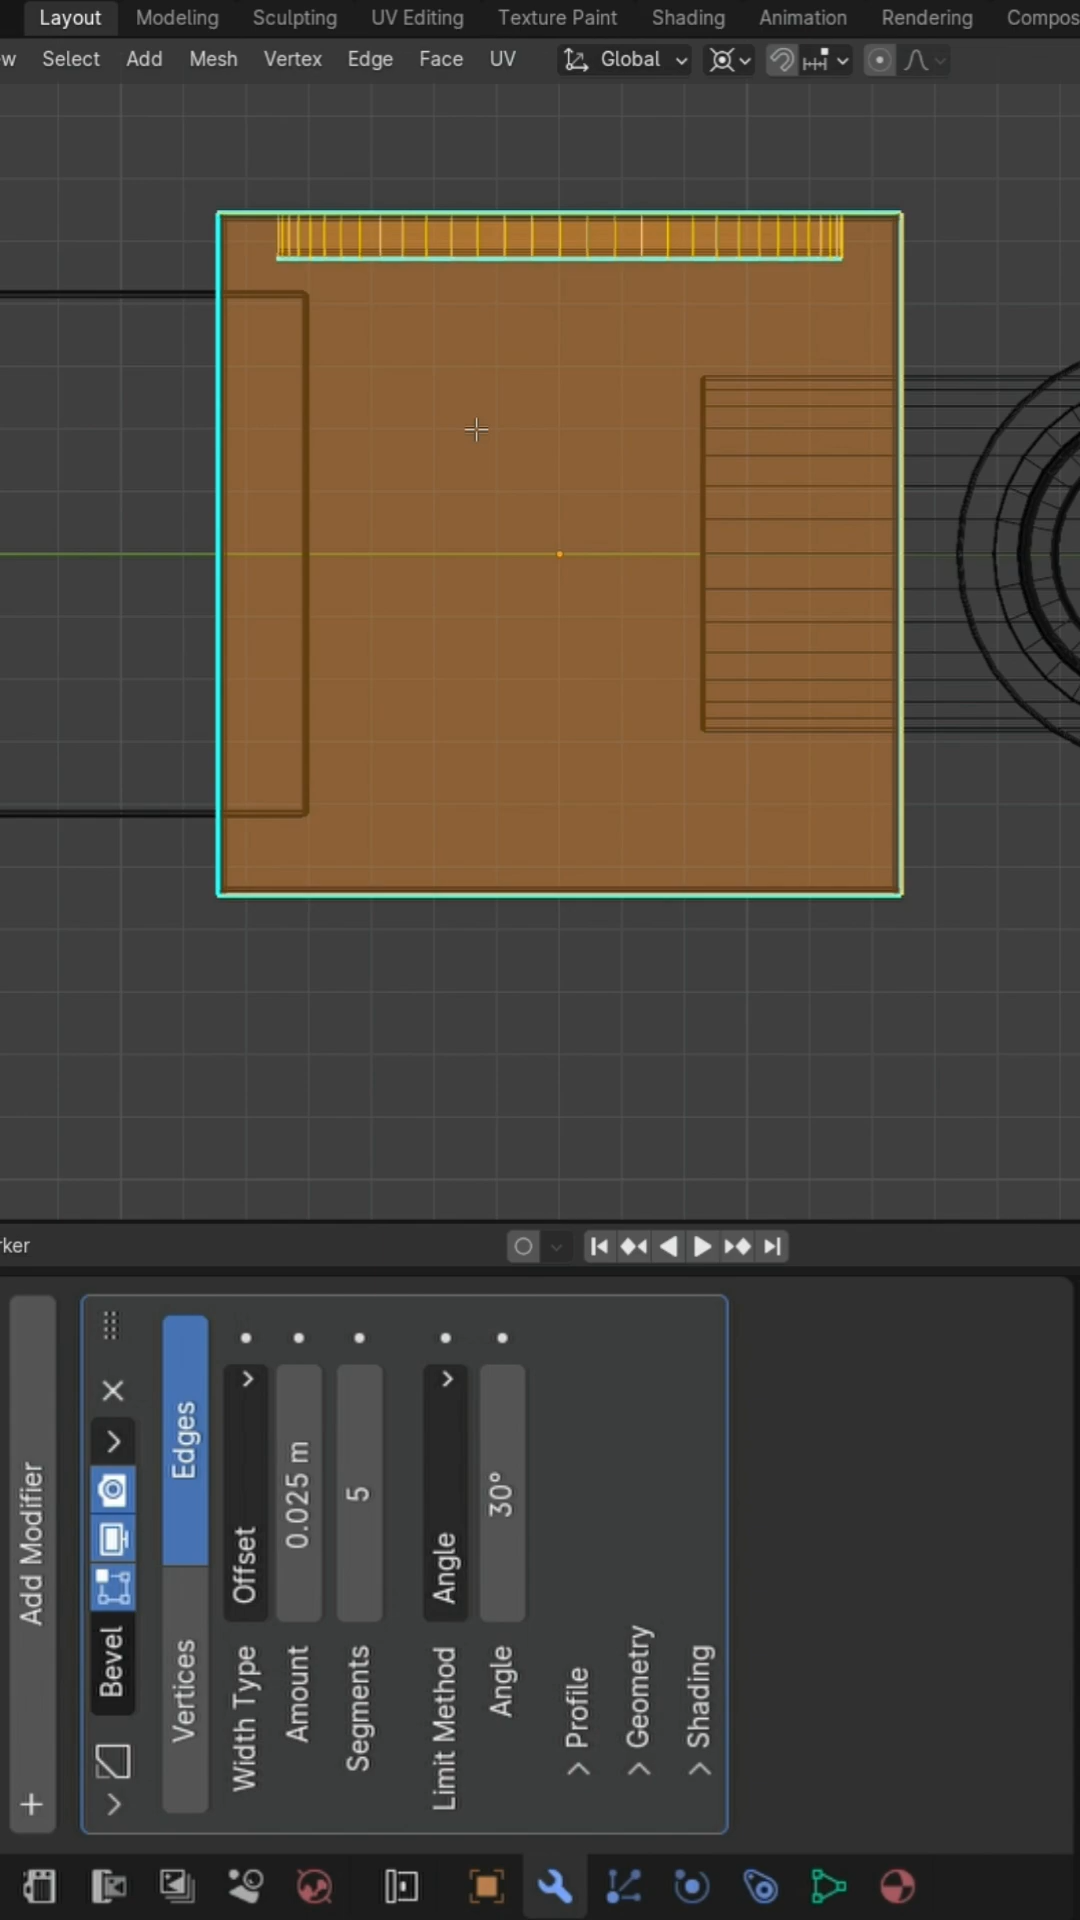 Layout Modeling Sculpting UV Editing Texture Paint Shading Animation Rendering Compos
w Select Add Mesh Vertex Edge Face UV Global
rker
Add Modifier
Bevel
Vertices Edges
Width Type Offset
Amount 0.025 m
Segments 5
Limit Method Angle
Angle 30°
Profile
Geometry
Shading